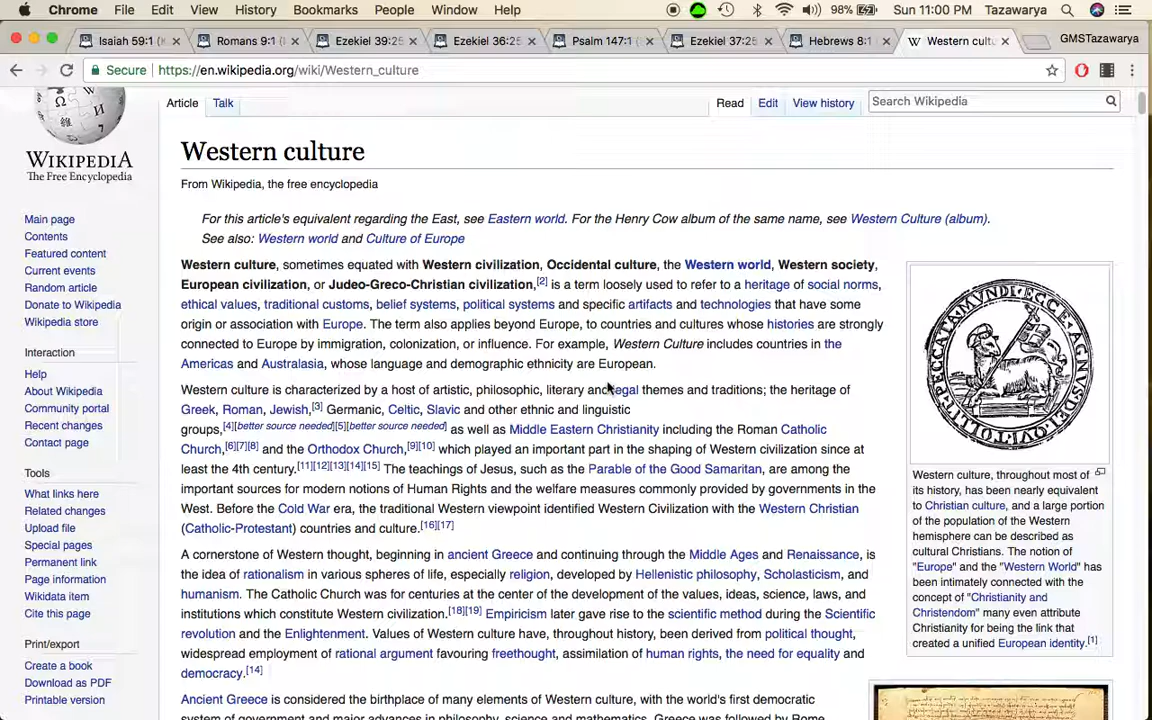 Chrome File Edit View History Bookmarks People Window Help 98% Sun 11:00 PM Tazawarya
Isaiah 59:1 ( Romans 9:1 ( Ezekiel 39:25 Ezekiel 36:25 Psalm 147:1 ( Ezekiel 37:25 Hebrews 8:1 W Western cultu GMSTazawarya
Secure https://en.wikipedia.org/wiki/Western_culture
Article Talk Read Edit View history Search Wikipedia
WIKIPEDIA
The Free Encyclopedia
Main page
Contents
Featured content
Current events
Random article
Donate to Wikipedia
Wikipedia store
Interaction
Help
About Wikipedia
Community portal
Recent changes
Contact page
Tools
What links here
Related changes
Upload file
Special pages
Permanent link
Page information
Wikidata item
Cite this page
Print/export
Create a book
Download as PDF
Printable version
Western culture
From Wikipedia, the free encyclopedia
For this article's equivalent regarding the East, see Eastern world. For the Henry Cow album of the same name, see Western Culture (album).
See also: Western world and Culture of Europe
Western culture, sometimes equated with Western civilization, Occidental culture, the Western world, Western society,
European civilization, or Judeo-Greco-Christian civilization,[2] is a term loosely used to refer to a heritage of social norms,
ethical values, traditional customs, belief systems, political systems and specific artifacts and technologies that have some
origin or association with Europe. The term also applies beyond Europe, to countries and cultures whose histories are strongly
connected to Europe by immigration, colonization, or influence. For example, Western Culture includes countries in the
Americas and Australasia, whose language and demographic ethnicity are European.
Western culture is characterized by a host of artistic, philosophic, literary and legal themes and traditions; the heritage of
Greek, Roman, Jewish,[3] Germanic, Celtic, Slavic and other ethnic and linguistic
groups,[4][better source needed][5][better source needed] as well as Middle Eastern Christianity including the Roman Catholic
Church,[6][7][8] and the Orthodox Church,[9][10] which played an important part in the shaping of Western civilization since at
least the 4th century.[11][12][13][14][15] The teachings of Jesus, such as the Parable of the Good Samaritan, are among the
important sources for modern notions of Human Rights and the welfare measures commonly provided by governments in the
West. Before the Cold War era, the traditional Western viewpoint identified Western Civilization with the Western Christian
(Catholic-Protestant) countries and culture.[16][17]
A cornerstone of Western thought, beginning in ancient Greece and continuing through the Middle Ages and Renaissance, is
the idea of rationalism in various spheres of life, especially religion, developed by Hellenistic philosophy, Scholasticism, and
humanism. The Catholic Church was for centuries at the center of the development of the values, ideas, science, laws, and
institutions which constitute Western civilization.[18][19] Empiricism later gave rise to the scientific method during the Scientific
revolution and the Enlightenment. Values of Western culture have, throughout history, been derived from political thought,
widespread employment of rational argument favouring freethought, assimilation of human rights, the need for equality and
democracy.[14]
Ancient Greece is considered the birthplace of many elements of Western culture, with the world's first democratic
system of government and major advances in philosophy, science and mathematics. Greece was followed by Rome
Western culture, throughout most of
its history, has been nearly equivalent
to Christian culture, and a large portion
of the population of the Western
hemisphere can be described as
cultural Christians. The notion of
"Europe" and the "Western World" has
been intimately connected with the
concept of "Christianity and
Christendom" many even attribute
Christianity for being the link that
created a unified European identity.[1]